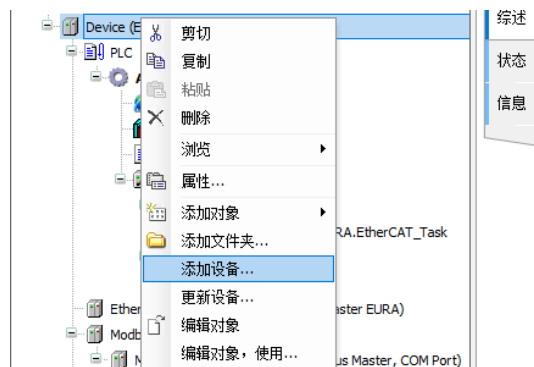 Device (E
PLC
A
剪切
复制
粘贴
删除
浏览
属性...
添加对象
添加文件夹...
添加设备...
更新设备...
编辑对象
编辑对象，使用...
RA.EtherCAT_Task
Ether
aster EURA)
Modb
M
us Master, COM Port)
综述
状态
信息